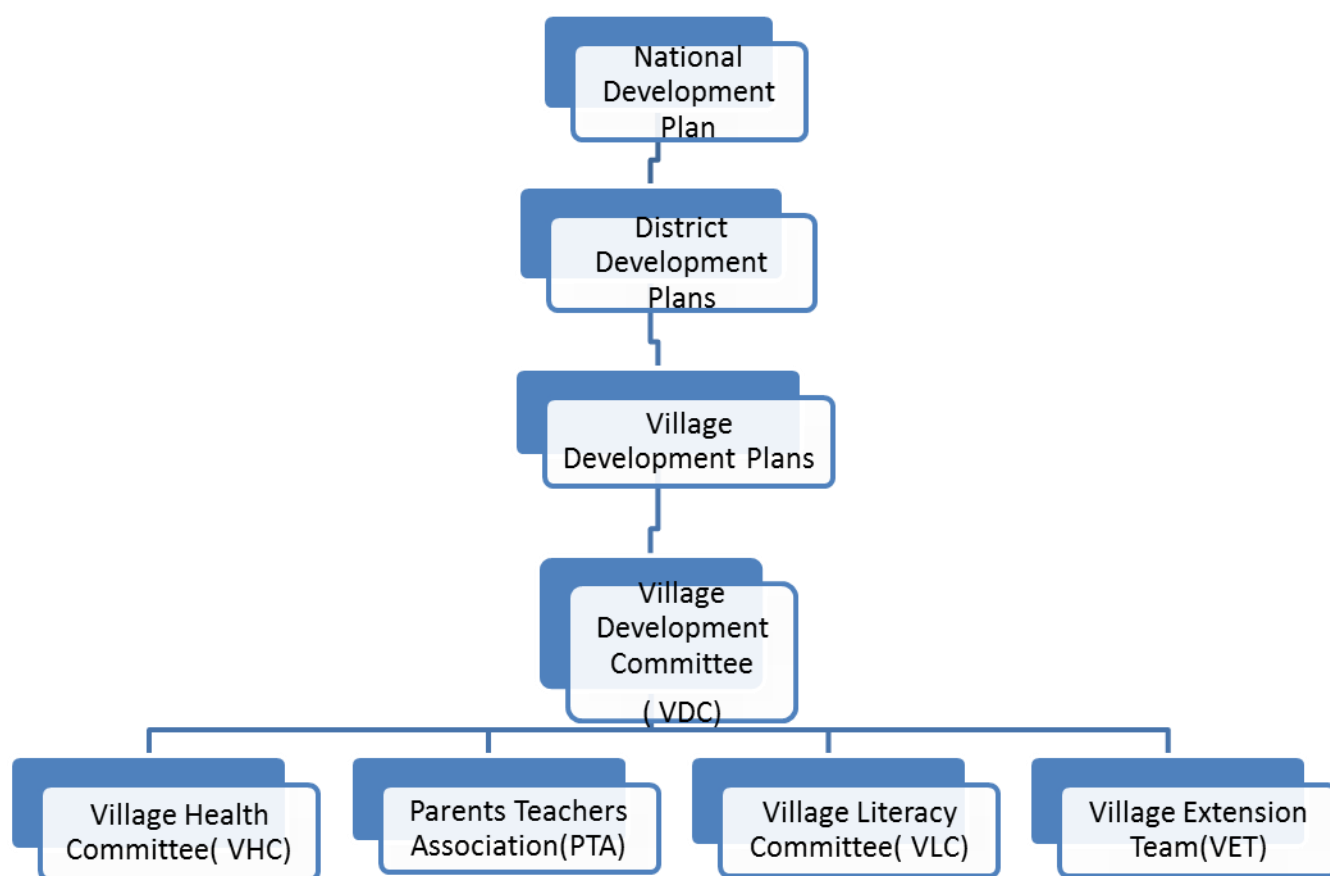 National
Development
Plan
District
Development
Plans
Village
Development Plans
Village
Development
Committee
( VDC)
Village Health
Committee( VHC)
Parents Teachers
Association(PTA)
Village Literacy
Committee( VLC)
Village Extension
Team(VET)